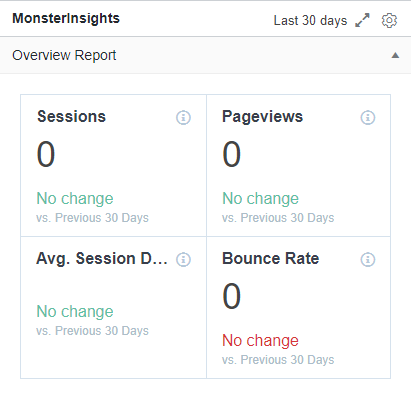 MonsterInsights
Last 30 days
Overview Report
Sessions
0
No change
vs. Previous 30 Days
Pageviews
0
No change
vs. Previous 30 Days
Avg. Session D...
No change
vs. Previous 30 Days
Bounce Rate
0
No change
vs. Previous 30 Days